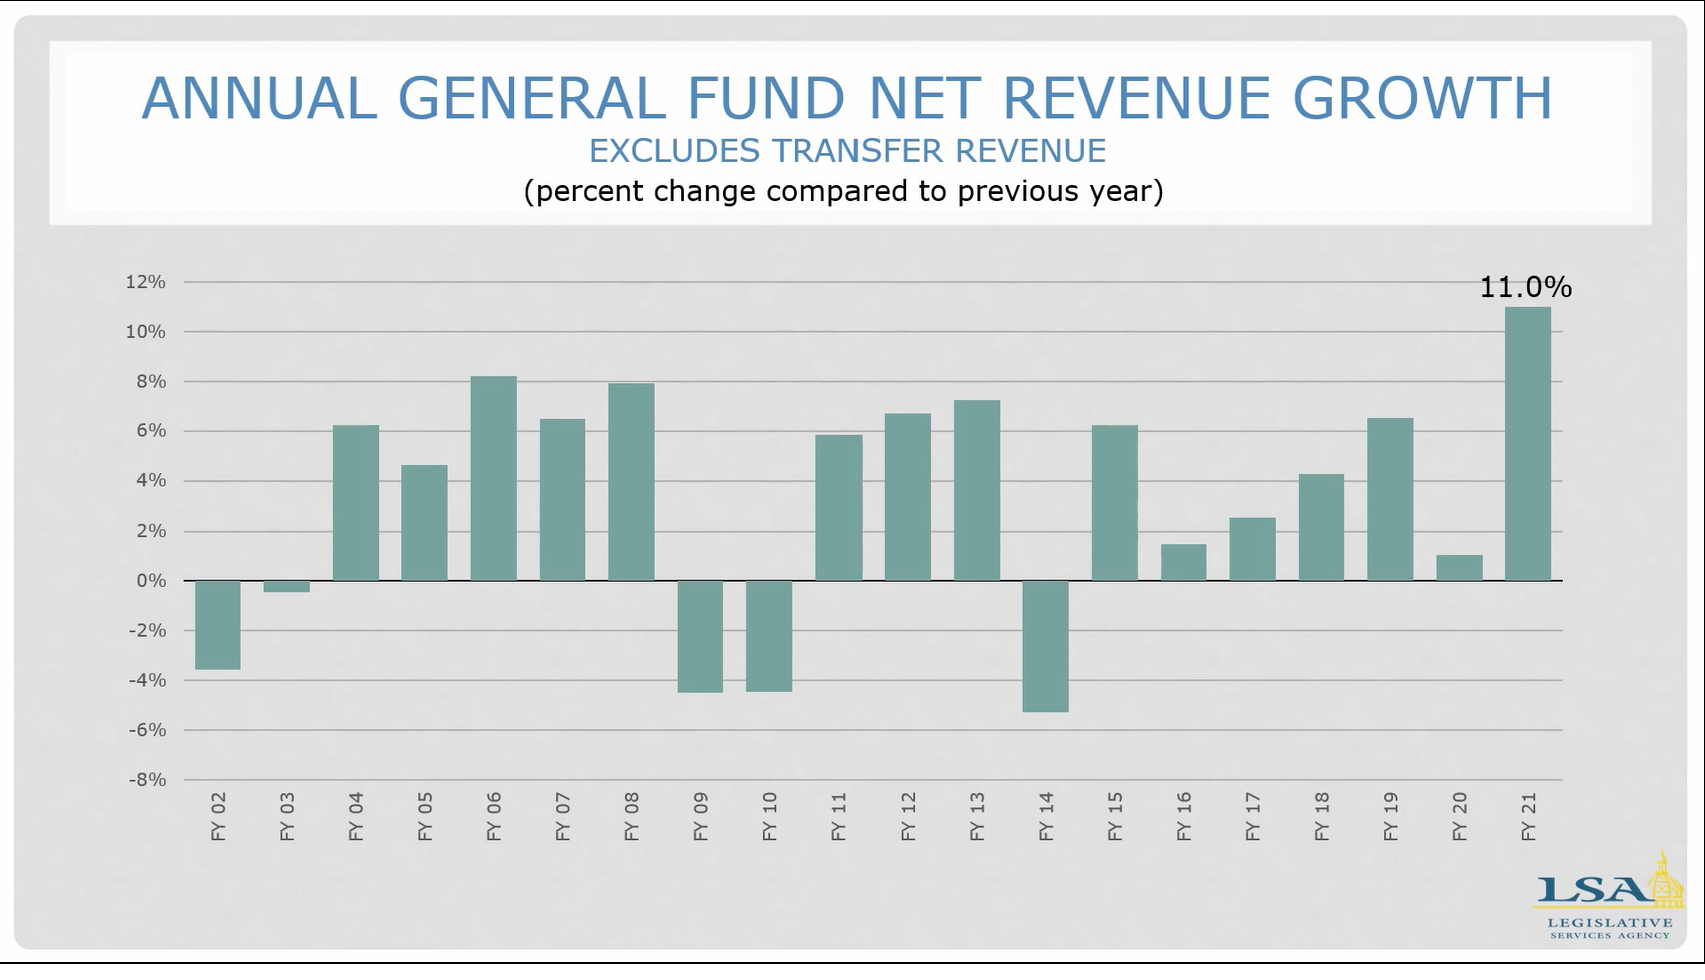 ANNUAL GENERAL FUND NET REVENUE GROWTH
EXCLUDES TRANSFER REVENUE
(percent change compared to previous year)
12%
11.0%
10%
8%
6%
4%
2%
0%
-2%
-4%
-6%
-8%
FY 02
FY 03
FY 04
FY 05
FY 06
FY 07
FY 08
FY 09
FY 10
FY 11
FY 12
FY 13
FY 14
FY 15
FY 16
FY 17
FY 18
FY 19
FY 20
FY 21
LSA
LEGISLATIVE
SERVICES AGENCY